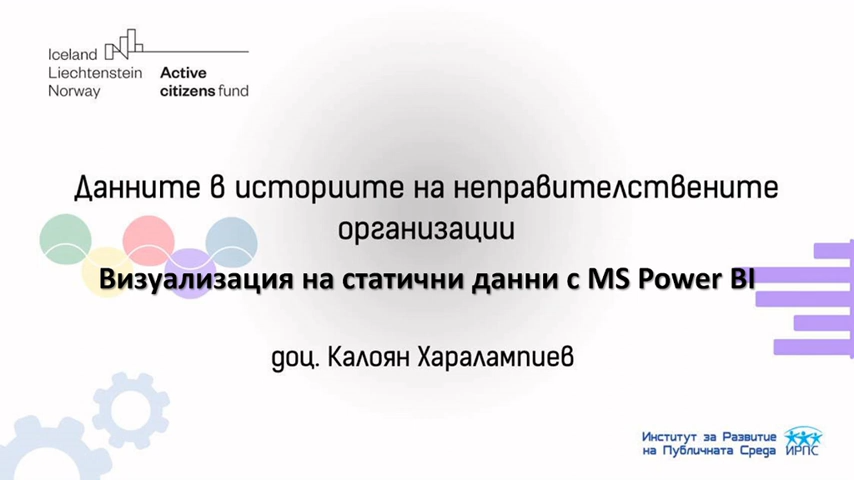 Iceland
Liechtenstein Active
Norway citizens fund
Данните в историите на неправителствените
организации
Визуализация на статични данни с MS Power BI
доц. Калоян Харалампиев
Институт за Развитие
на Публичната Среда ИРПС